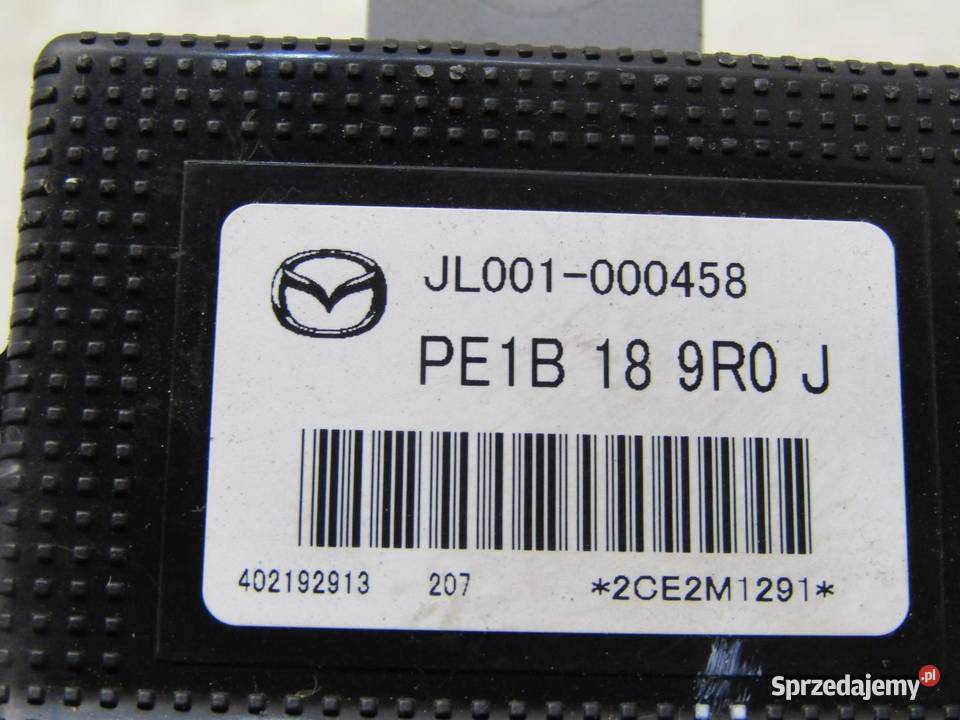 JL001-000458
PE1B 18 9R0 J
402192913 207 *2CE2M1291*
Sprzedajemy.pl